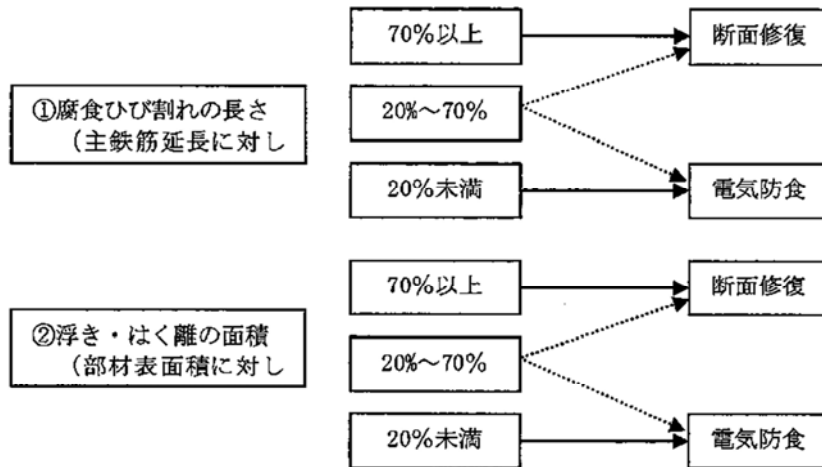 70%以上
断面修復
①腐食ひび割れの長さ
(主鉄筋延長に対し
20%～70%
20%未満
電気防食
70%以上
断面修復
②浮き・はく離の面積
(部材表面積に対し
20%～70%
20%未満
電気防食